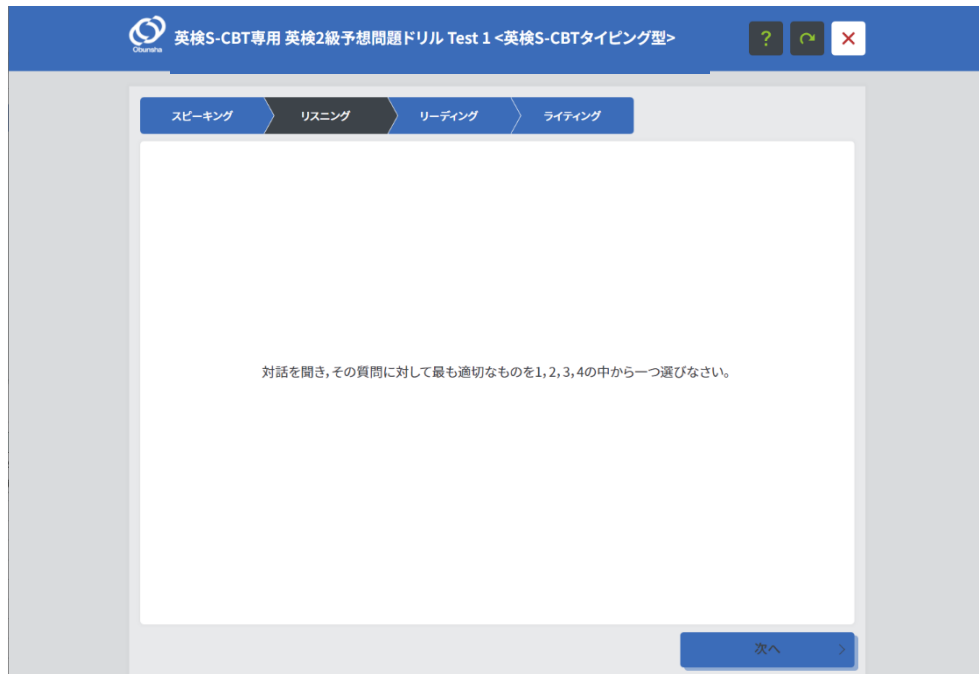 Obunsha
英検S-CBT専用 英検2級予想問題ドリル Test 1 <英検S-CBTタイピング型>
?
スピーキング
リスニング
リーディング
ライティング
対話を聞き,その質問に対して最も適切なものを1, 2, 3, 4の中から一つ選びなさい。
次へ